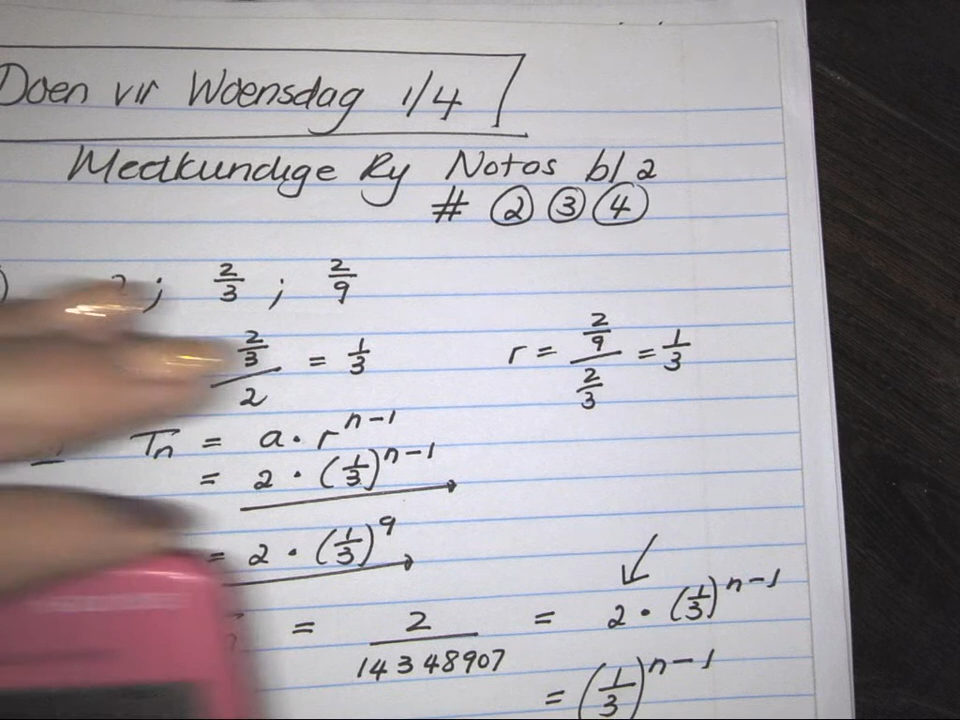 Doen vir Woensdag 1/4
Meetkundige Ry Notas bl 2
# ② ③ ④
2 ; 2/3 ; 2/9
(2/3)/2 = 1/3 r = (2/9)/(2/3) = 1/3
Tn = a · r^(n-1)
= 2 · (1/3)^(n-1)
= 2 · (1/3)^9
= 2/14348907 = 2 · (1/3)^(n-1)
= (1/3)^(n-1)